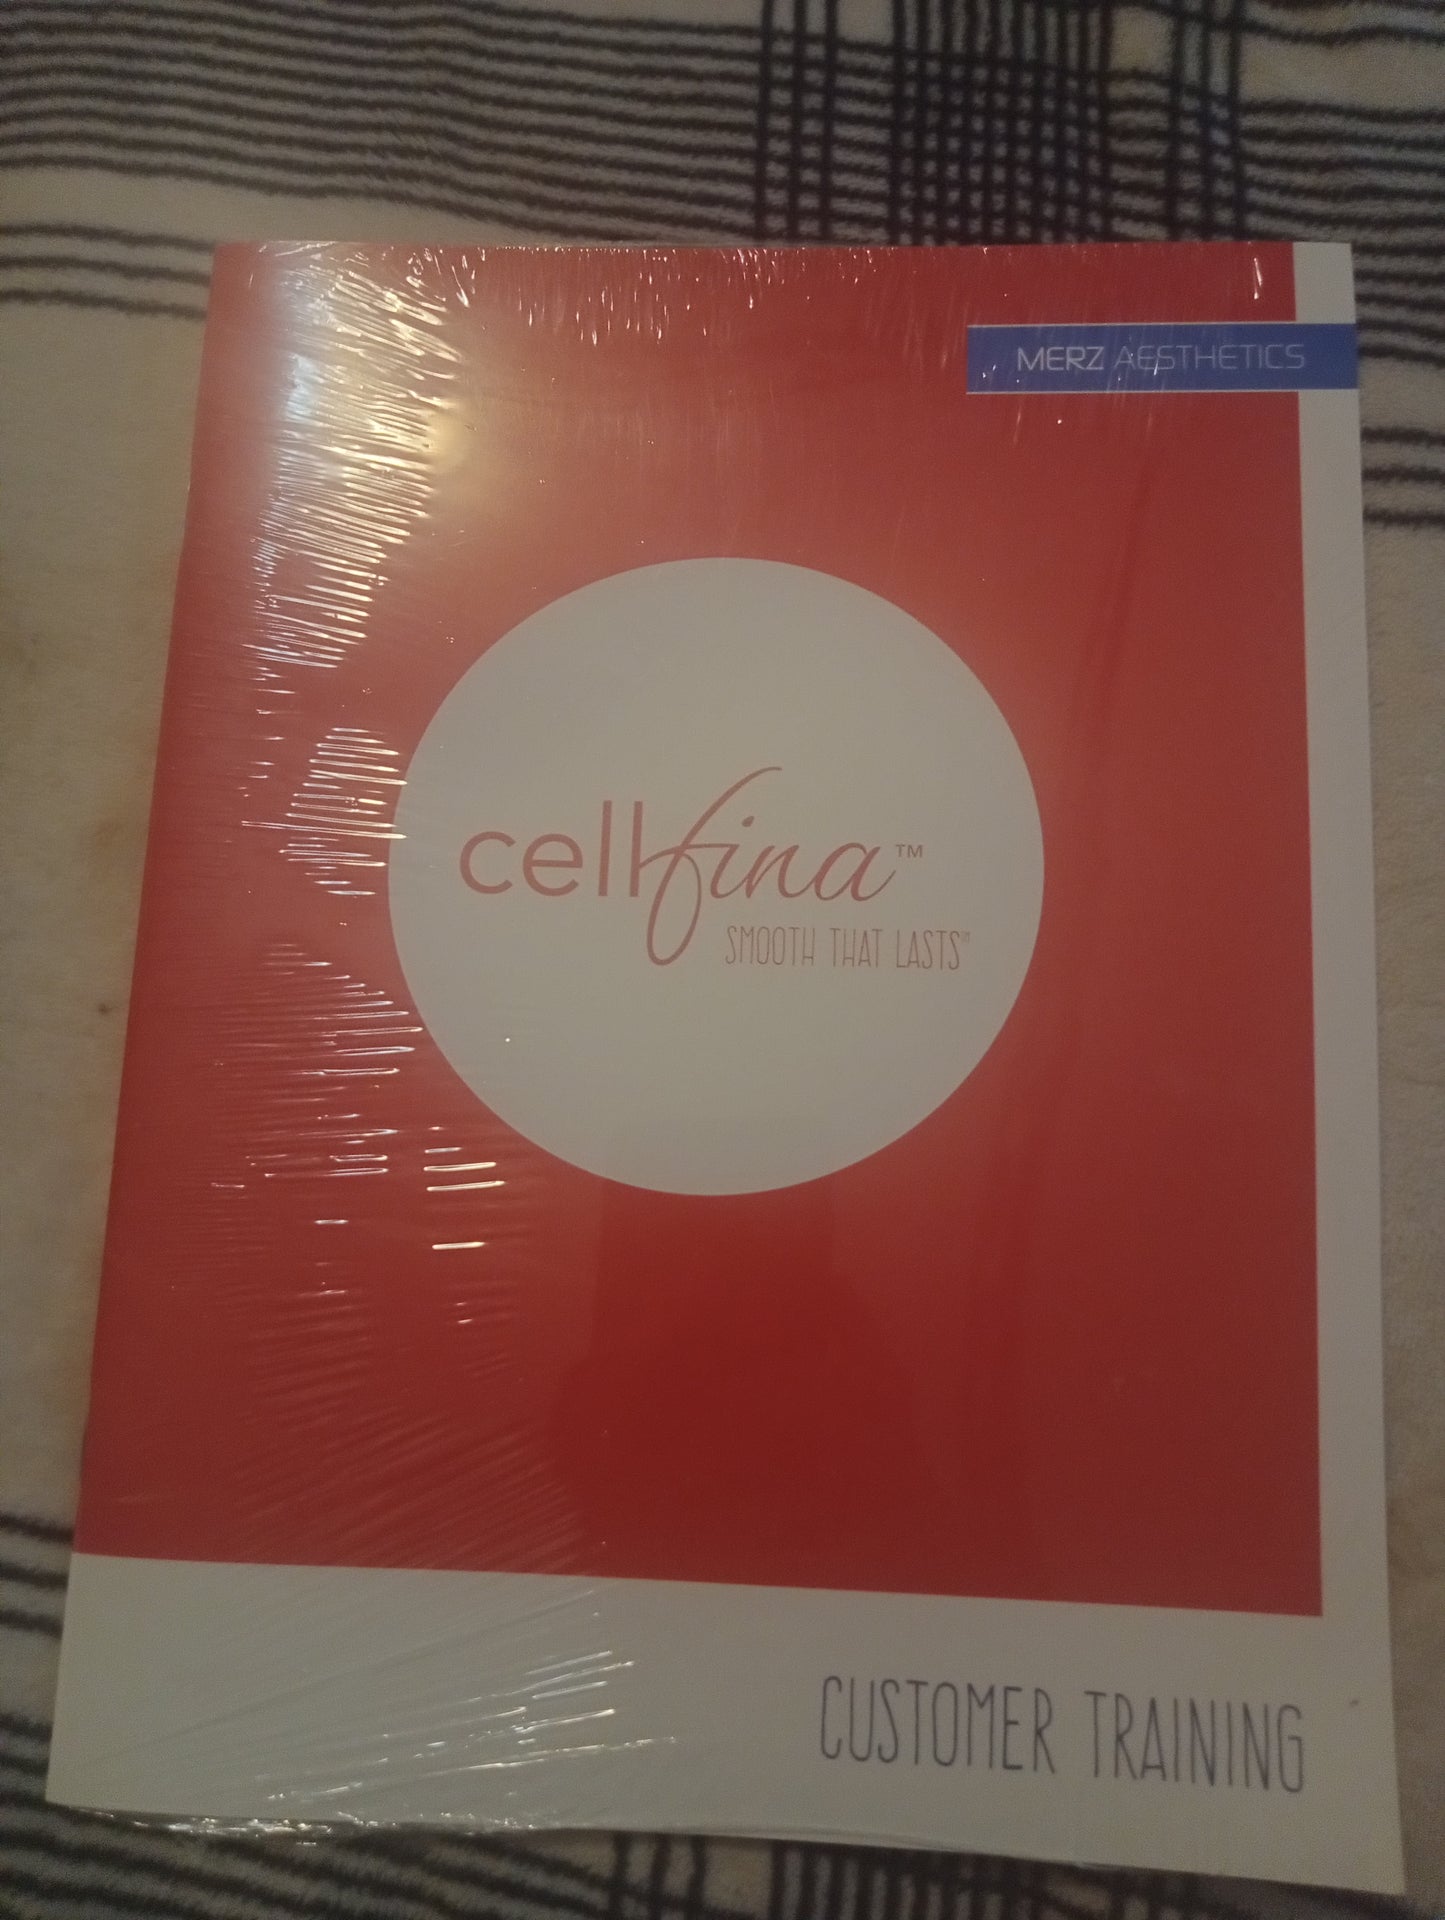 MERZ AESTHETICS
cellfina™
SMOOTH THAT LASTS™
CUSTOMER TRAINING